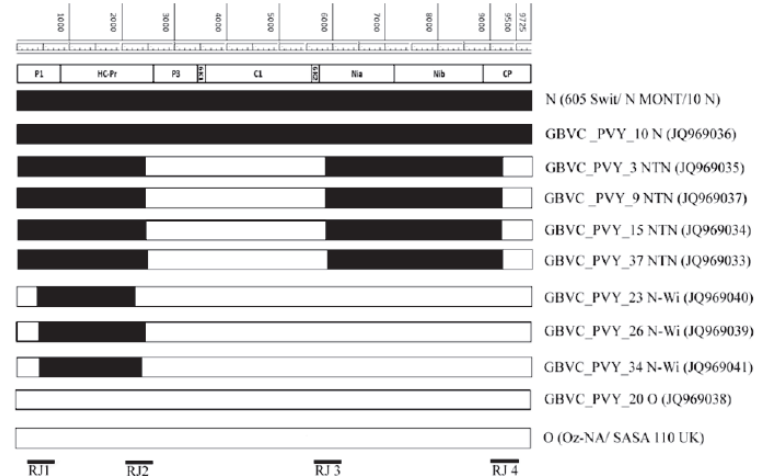 1000 2000 3000 4000 5000 6000 7000 8000 9000 9500 9725
P1 HC-Pr P3 6K1 C1 6K2 Nia Nib CP
N (605 Swit/ N MONT/10 N)
GBVC _PVY_10 N (JQ969036)
GBVC_PVY_3 NTN (JQ969035)
GBVC _PVY_9 NTN (JQ969037)
GBVC_PVY_15 NTN (JQ969034)
GBVC_PVY_37 NTN (JQ969033)
GBVC_PVY_23 N-Wi (JQ969040)
GBVC_PVY_26 N-Wi (JQ969039)
GBVC_PVY_34 N-Wi (JQ969041)
GBVC_PVY_20 O (JQ969038)
O (Oz-NA/ SASA 110 UK)
RJ1 RJ2 RJ 3 RJ 4